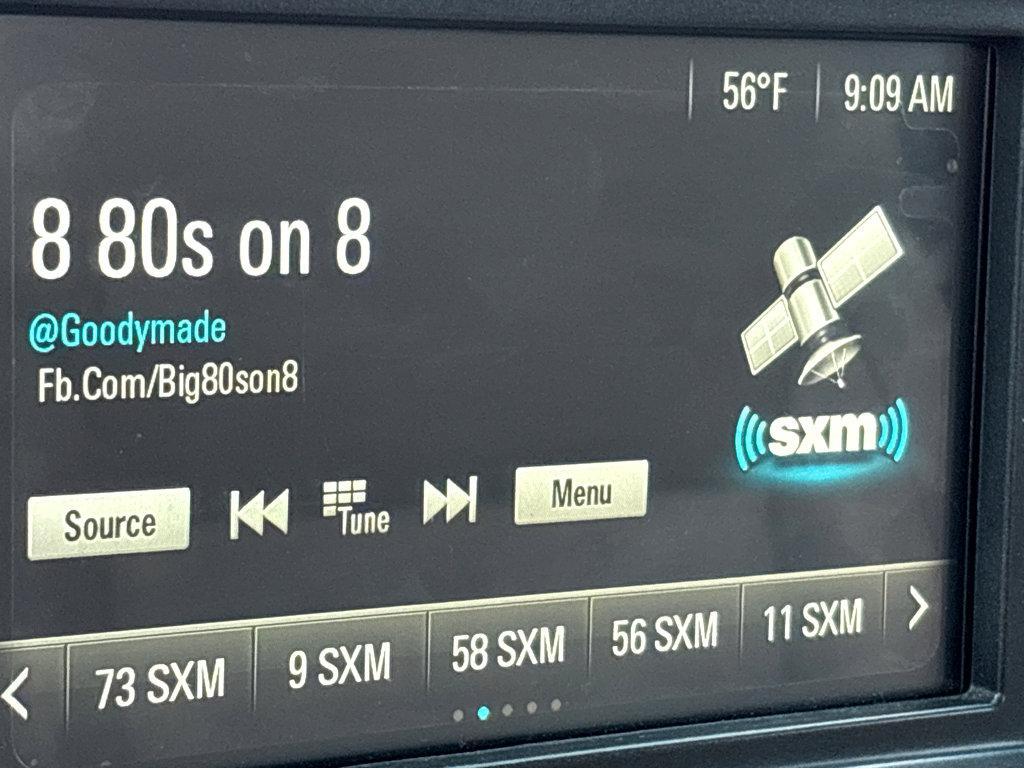 56°F 9:09 AM
8 80s on 8
@Goodymade
Fb.Com/Big80son8
sxm
Source Tune Menu
73 SXM 9 SXM 58 SXM 56 SXM 11 SXM